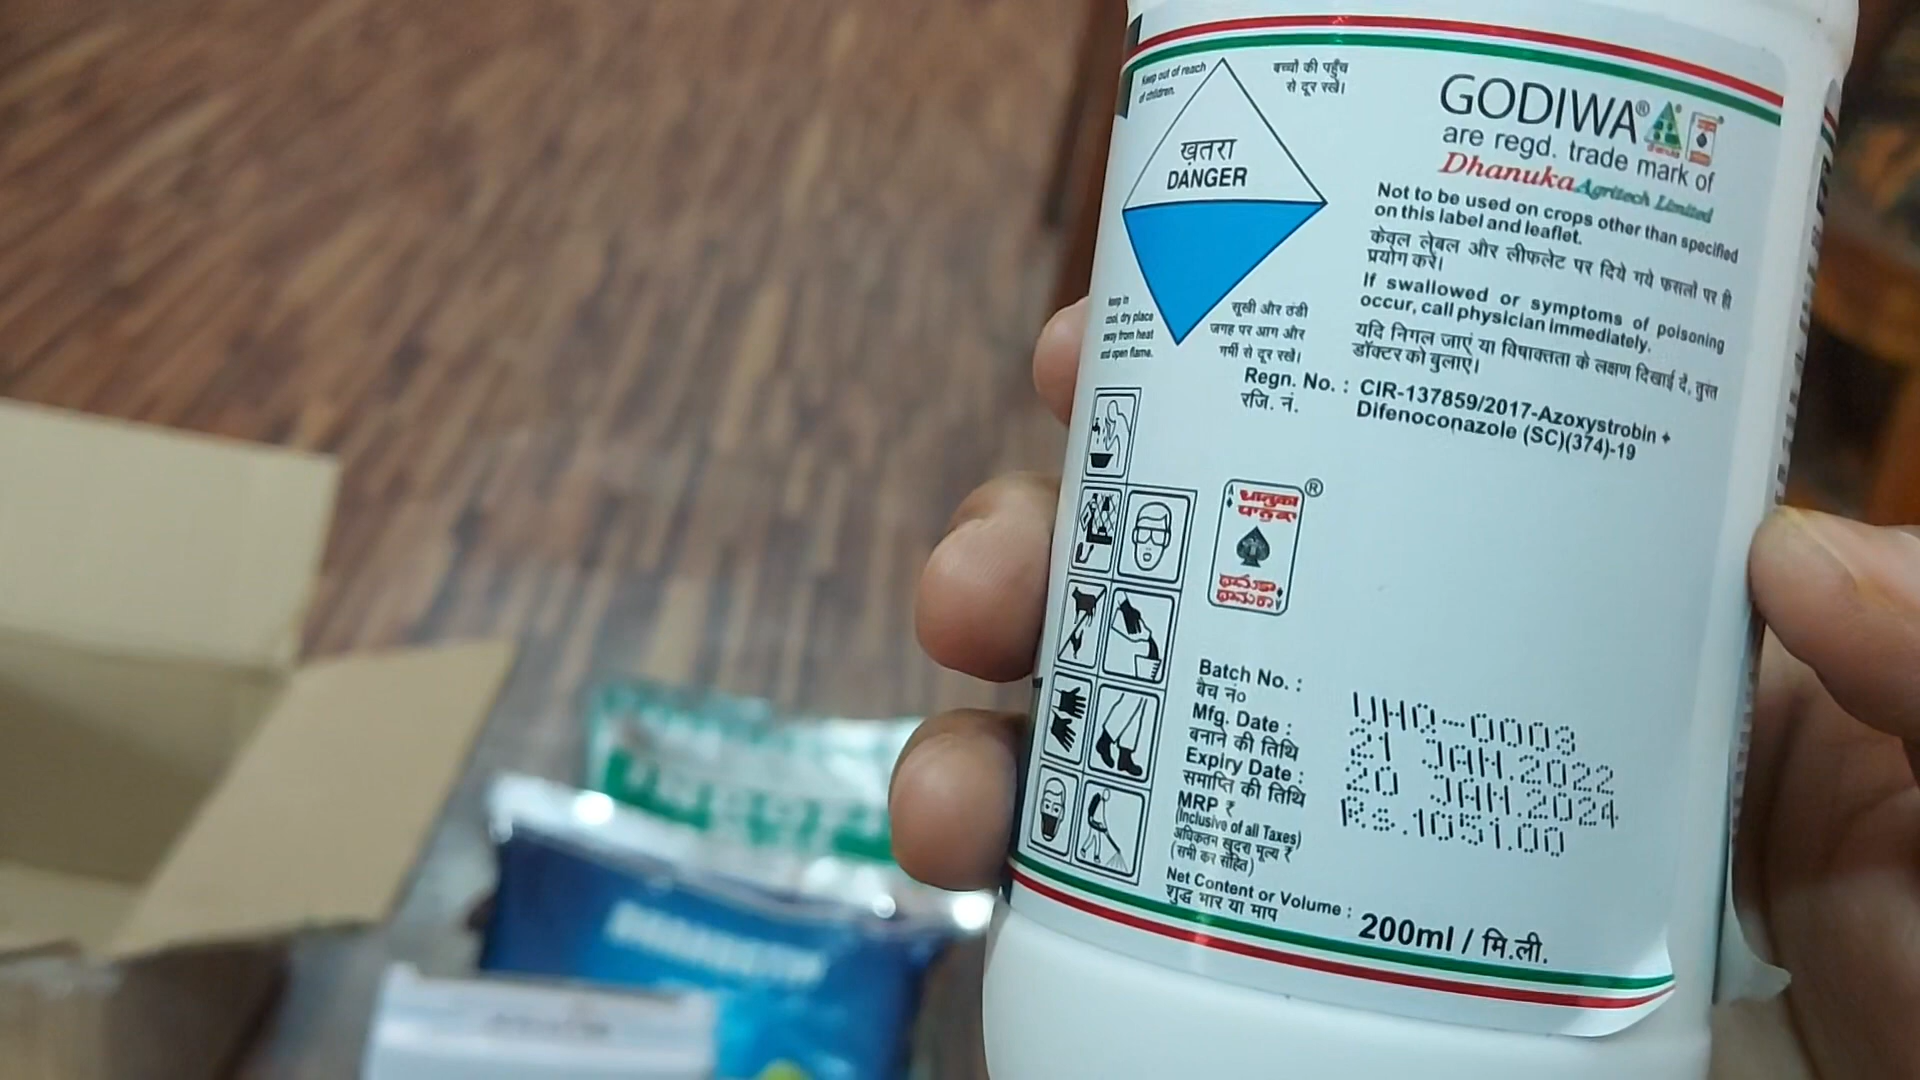 Keep out of reach
of children.
बच्चों की पहुँच
से दूर रखें।
ख़तरा
DANGER
keep in
cool, dry place
away from heat
and open flame.
सूखी और ठंडी
जगह पर आग और
गर्मी से दूर रखें।
GODIWA®
are regd. trade mark of
Dhanuka Agritech Limited
Not to be used on crops other than specified
on this label and leaflet.
केवल लेबल और लीफलेट पर दिये गये फसलों पर ही
प्रयोग करें।
If swallowed or symptoms of poisoning
occur, call physician immediately.
यदि निगल जाएं या विषाक्तता के लक्षण दिखाई दें, तुरंत
डॉक्टर को बुलाएं।
Regn. No. : CIR-137859/2017-Azoxystrobin +
रजि. नं. Difenoconazole (SC)(374)-19
A
धानुका
®
Batch No. : UHQ-0003
बैच नं०
Mfg. Date : 21 JAN.2022
बनाने की तिथि
Expiry Date : 20 JAN.2024
समाप्ति की तिथि
MRP ₹ Rs.1051.00
(Inclusive of all Taxes)
अधिकतम खुदरा मूल्य ₹
(सभी कर सहित)
Net Content or Volume : 200ml / मि.ली.
शुद्ध भार या माप